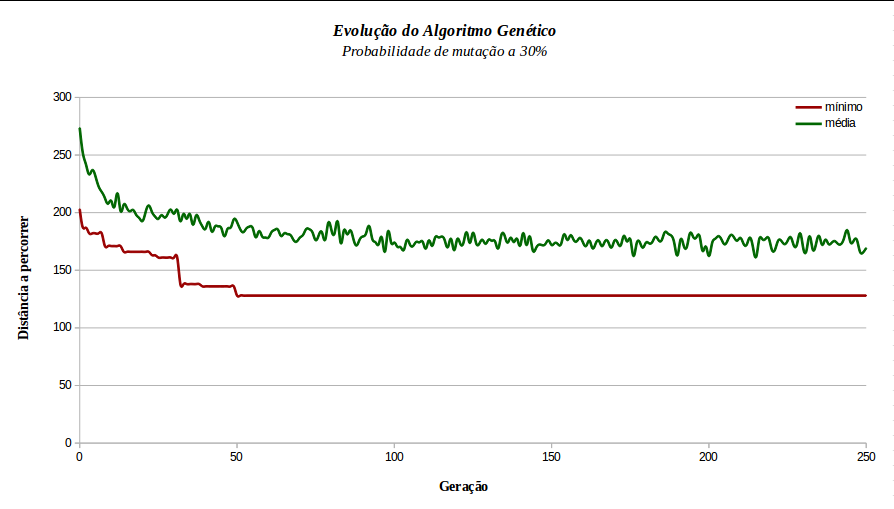 Evolução do Algoritmo Genético
Probabilidade de mutação a 30%
300
250
200
150
100
50
0
Distância a percorrer
mínimo
média
0
50
100
150
200
250
Geração